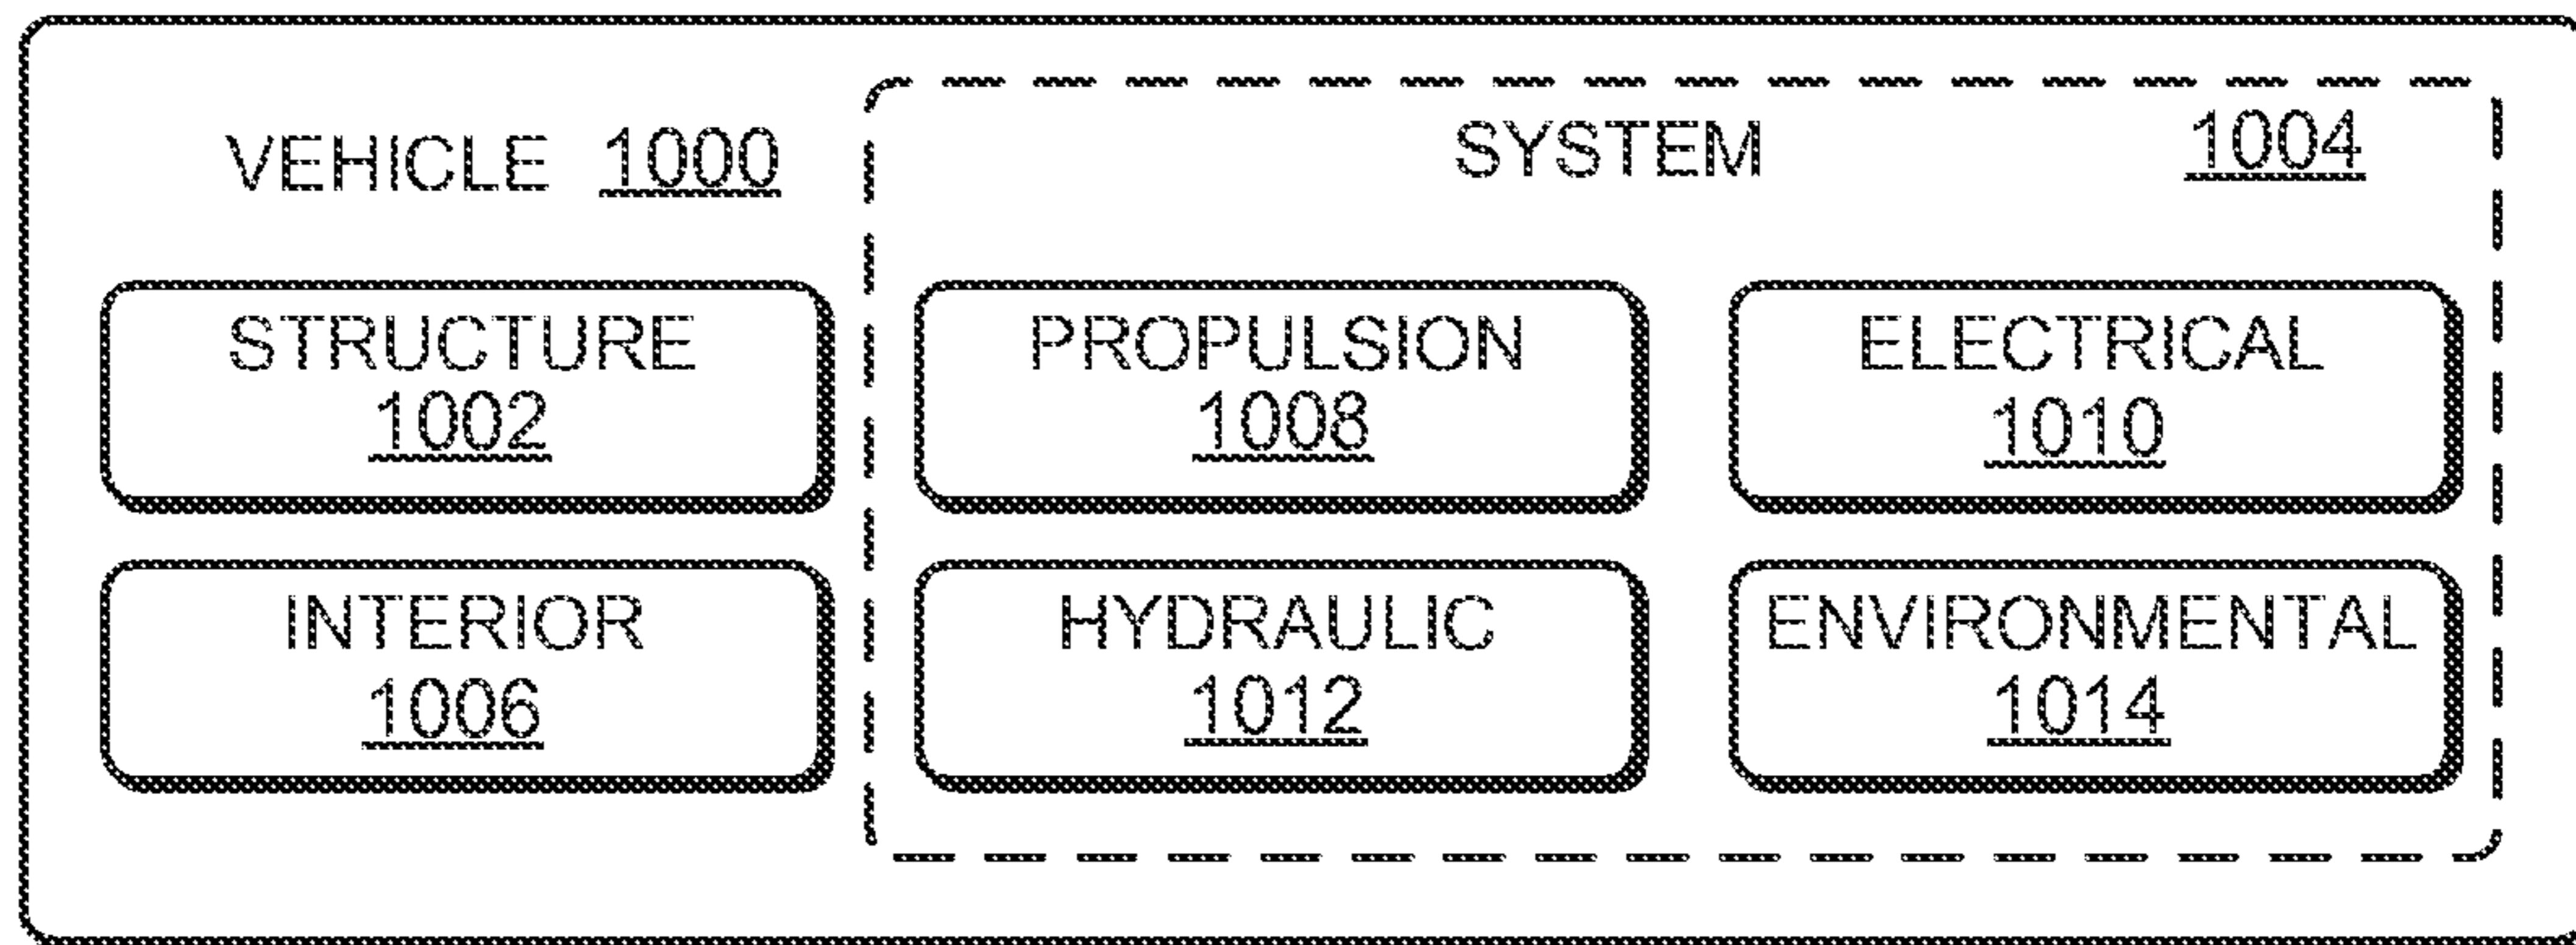 VEHICLE 1000
SYSTEM 1004
STRUCTURE
1002
PROPULSION
1008
ELECTRICAL
1010
INTERIOR
1006
HYDRAULIC
1012
ENVIRONMENTAL
1014